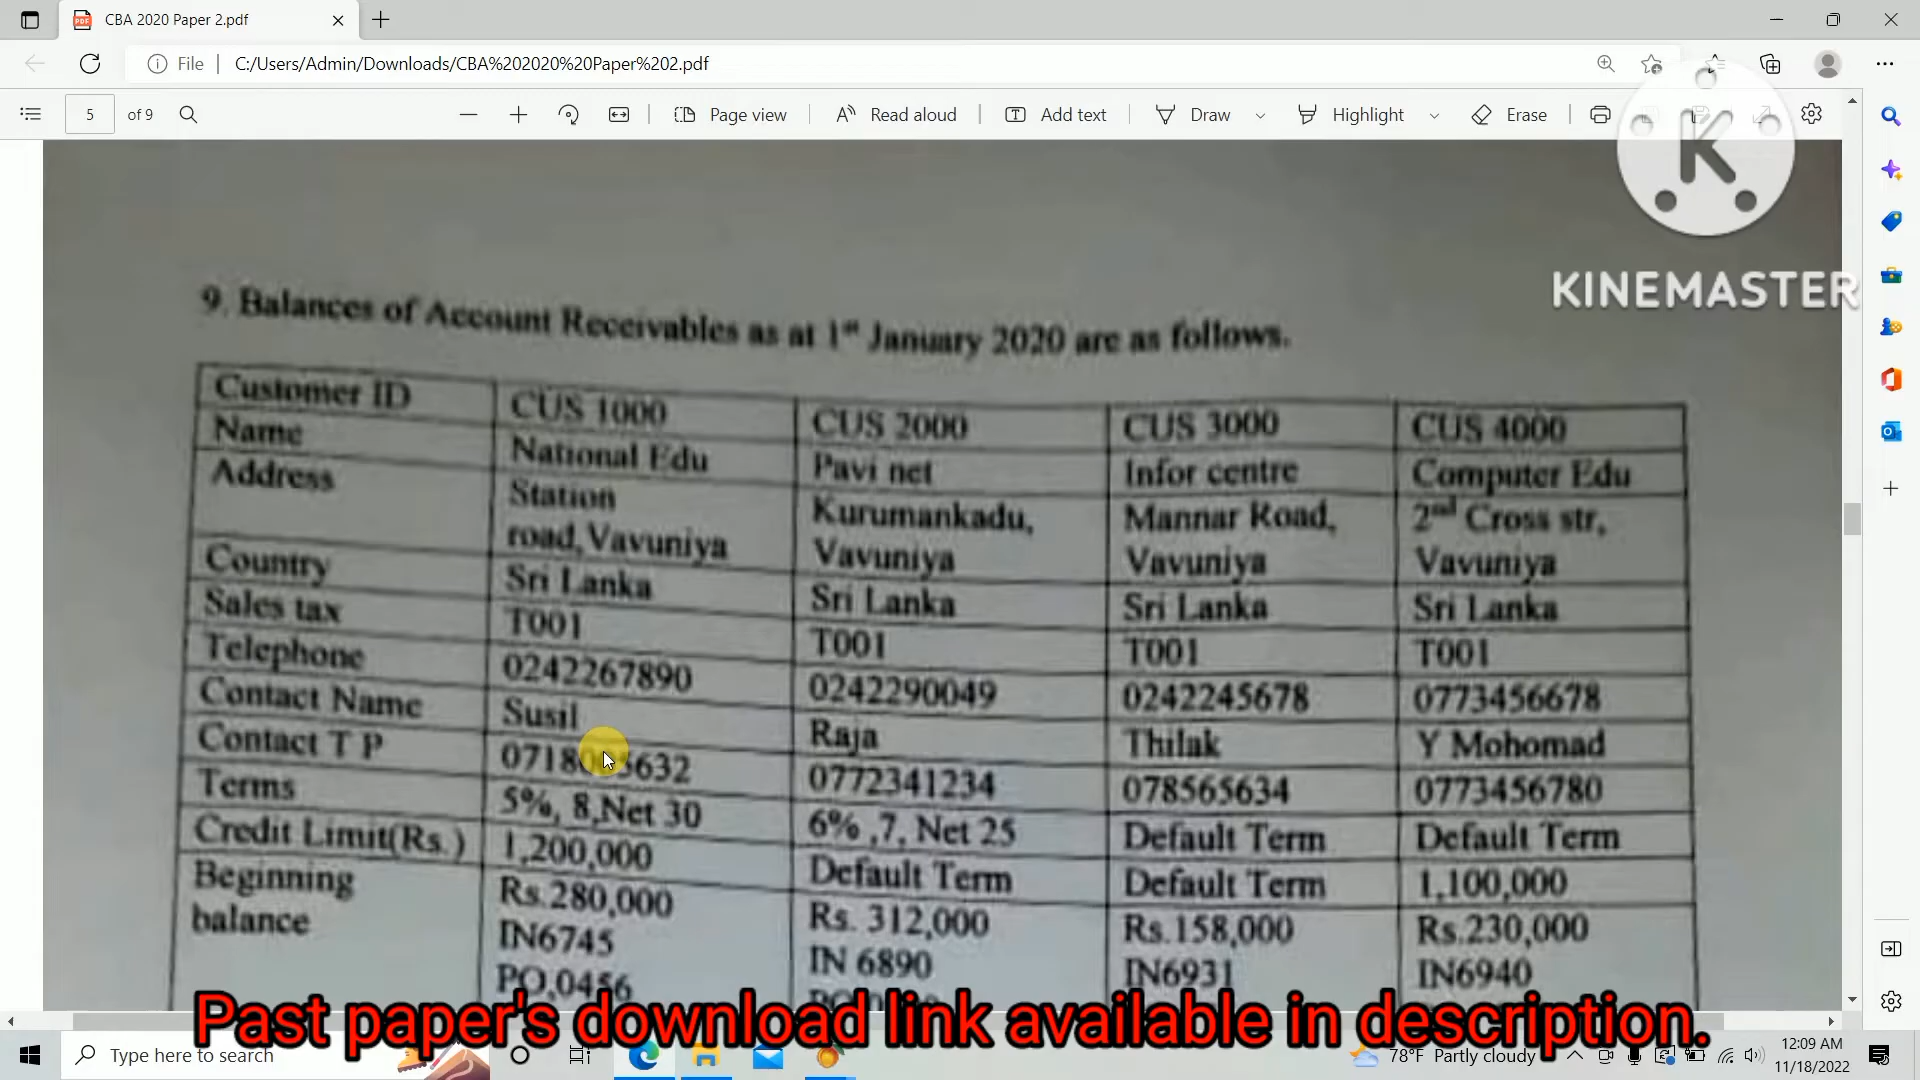 CBA 2020 Paper 2.pdf
File
C:/Users/Admin/Downloads/CBA%202020%20Paper%202.pdf
5 of 9
Page view
Read aloud
Add text
Draw
Highlight
Erase
K
KINEMASTER
9. Balances of Account Receivables as at 1st January 2020 are as follows.
Customer ID CUS 1000 CUS 2000 CUS 3000 CUS 4000
Name National Edu Pavi net Infor centre Computer Edu
Address Station Kurumankadu, Mannar Road, 2nd Cross str,
road,Vavuniya Vavuniya Vavuniya Vavuniya
Country Sri Lanka Sri Lanka Sri Lanka Sri Lanka
Sales tax T001 T001 T001 T001
Telephone 0242267890 0242290049 0242245678 0773456678
Contact Name Susil Raja Thilak Y Mohomad
Contact T P 0772341234 078565634 0773456780
Terms 5%, 8,Net 30 6% ,7, Net 25 Default Term Default Term
Credit Limit(Rs.) 1,200,000 Default Term Default Term 1,100,000
Beginning Rs.280,000 Rs. 312,000 Rs.158,000 Rs.230,000
balance IN6745 IN 6890 IN6931 IN6940
PO,0456
Past paper's download link available in description.
Type here to search
78°F Partly cloudy
12:09 AM
11/18/2022